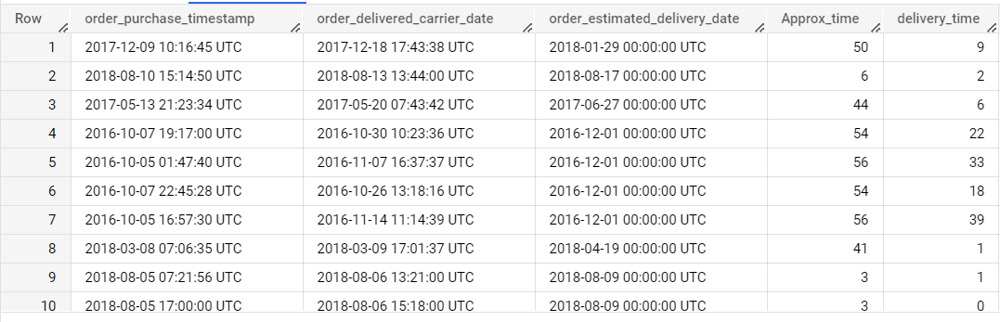 Row order_purchase_timestamp order_delivered_carrier_date order_estimated_delivery_date Approx_time delivery_time
1 2017-12-09 10:16:45 UTC 2017-12-18 17:43:38 UTC 2018-01-29 00:00:00 UTC 50 9
2 2018-08-10 15:14:50 UTC 2018-08-13 13:44:00 UTC 2018-08-17 00:00:00 UTC 6 2
3 2017-05-13 21:23:34 UTC 2017-05-20 07:43:42 UTC 2017-06-27 00:00:00 UTC 44 6
4 2016-10-07 19:17:00 UTC 2016-10-30 10:23:36 UTC 2016-12-01 00:00:00 UTC 54 22
5 2016-10-05 01:47:40 UTC 2016-11-07 16:37:37 UTC 2016-12-01 00:00:00 UTC 56 33
6 2016-10-07 22:45:28 UTC 2016-10-26 13:18:16 UTC 2016-12-01 00:00:00 UTC 54 18
7 2016-10-05 16:57:30 UTC 2016-11-14 11:14:39 UTC 2016-12-01 00:00:00 UTC 56 39
8 2018-03-08 07:06:35 UTC 2018-03-09 17:01:37 UTC 2018-04-19 00:00:00 UTC 41 1
9 2018-08-05 07:21:56 UTC 2018-08-06 13:21:00 UTC 2018-08-09 00:00:00 UTC 3 1
10 2018-08-05 17:00:00 UTC 2018-08-06 15:18:00 UTC 2018-08-09 00:00:00 UTC 3 0